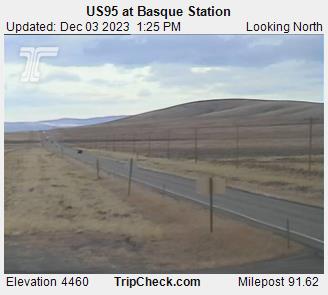 US95 at Basque Station
Updated: Dec 03 2023 1:25 PM Looking North
Elevation 4460 TripCheck.com Milepost 91.62